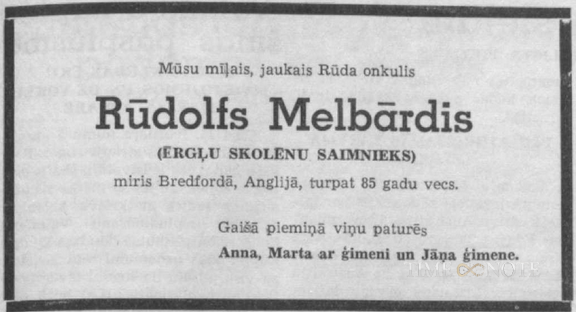 Mūsu mīļais, jaukais Rūda onkulis
Rūdolfs Melbārdis
(ĒRGĻU SKOLĒNU SAIMNIEKS)
miris Bredfordā, Anglijā, turpat 85 gadu vecs.
Gaišā piemiņā viņu paturēs
Anna, Marta ar ģimeni un Jāņa ģimene.